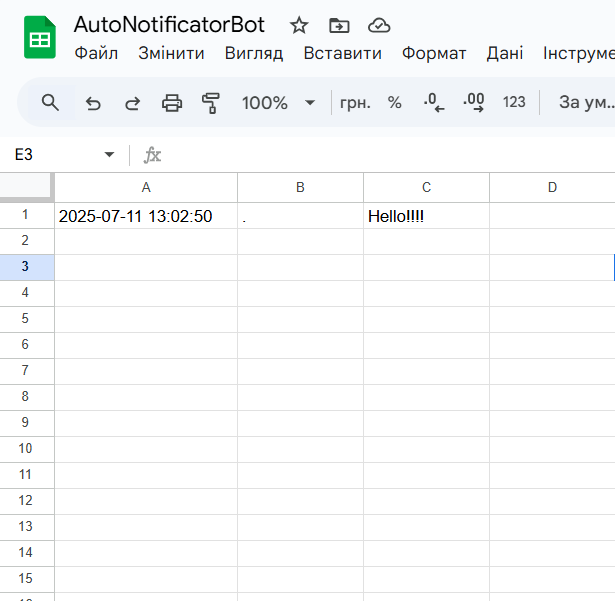 AutoNotificatorBot
Файл Змінити Вигляд Вставити Формат Дані Інструме
100% грн. % .0 .00 123 За ум...
E3 fx
A B C D
1 2025-07-11 13:02:50 . Hello!!!!
2
3
4
5
6
7
8
9
10
11
12
13
14
15